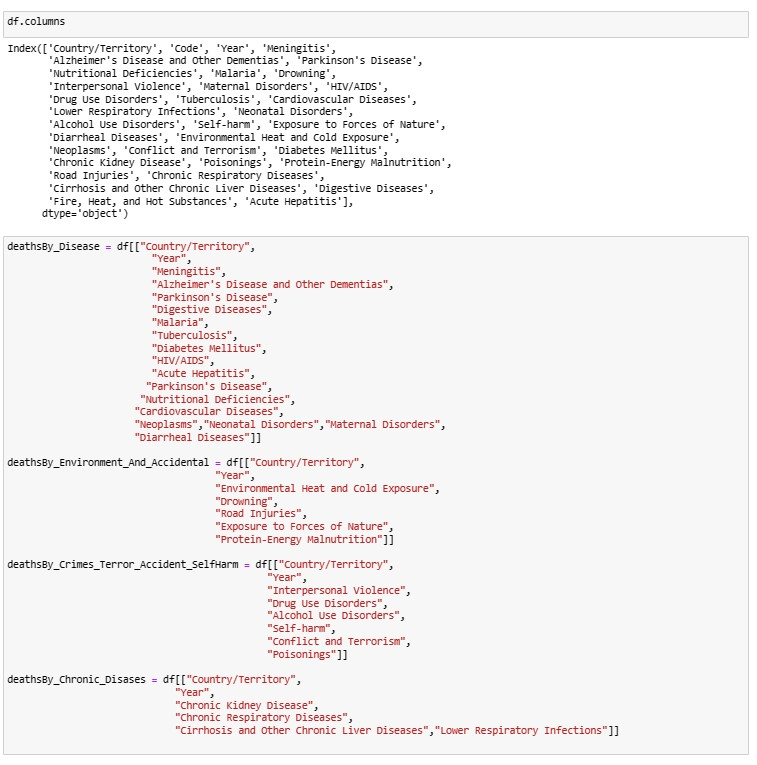 df.columns
Index(['Country/Territory', 'Code', 'Year', 'Meningitis',
'Alzheimer's Disease and Other Dementias', 'Parkinson's Disease',
'Nutritional Deficiencies', 'Malaria', 'Drowning',
'Interpersonal Violence', 'Maternal Disorders', 'HIV/AIDS',
'Drug Use Disorders', 'Tuberculosis', 'Cardiovascular Diseases',
'Lower Respiratory Infections', 'Neonatal Disorders',
'Alcohol Use Disorders', 'Self-harm', 'Exposure to Forces of Nature',
'Diarrheal Diseases', 'Environmental Heat and Cold Exposure',
'Neoplasms', 'Conflict and Terrorism', 'Diabetes Mellitus',
'Chronic Kidney Disease', 'Poisonings', 'Protein-Energy Malnutrition',
'Road Injuries', 'Chronic Respiratory Diseases',
'Cirrhosis and Other Chronic Liver Diseases', 'Digestive Diseases',
'Fire, Heat, and Hot Substances', 'Acute Hepatitis'],
dtype='object')
deathsBy_Disease = df[["Country/Territory",
"Year",
"Meningitis",
"Alzheimer's Disease and Other Dementias",
"Parkinson's Disease",
"Digestive Diseases",
"Malaria",
"Tuberculosis",
"Diabetes Mellitus",
"HIV/AIDS",
"Acute Hepatitis",
"Parkinson's Disease",
"Nutritional Deficiencies",
"Cardiovascular Diseases",
"Neoplasms","Neonatal Disorders","Maternal Disorders",
"Diarrheal Diseases"]]
deathsBy_Environment_And_Accidental = df[["Country/Territory",
"Year",
"Environmental Heat and Cold Exposure",
"Drowning",
"Road Injuries",
"Exposure to Forces of Nature",
"Protein-Energy Malnutrition"]]
deathsBy_Crimes_Terror_Accident_SelfHarm = df[["Country/Territory",
"Year",
"Interpersonal Violence",
"Drug Use Disorders",
"Alcohol Use Disorders",
"Self-harm",
"Conflict and Terrorism",
"Poisonings"]]
deathsBy_Chronic_Disases = df[["Country/Territory",
"Year",
"Chronic Kidney Disease",
"Chronic Respiratory Diseases",
"Cirrhosis and Other Chronic Liver Diseases","Lower Respiratory Infections"]]